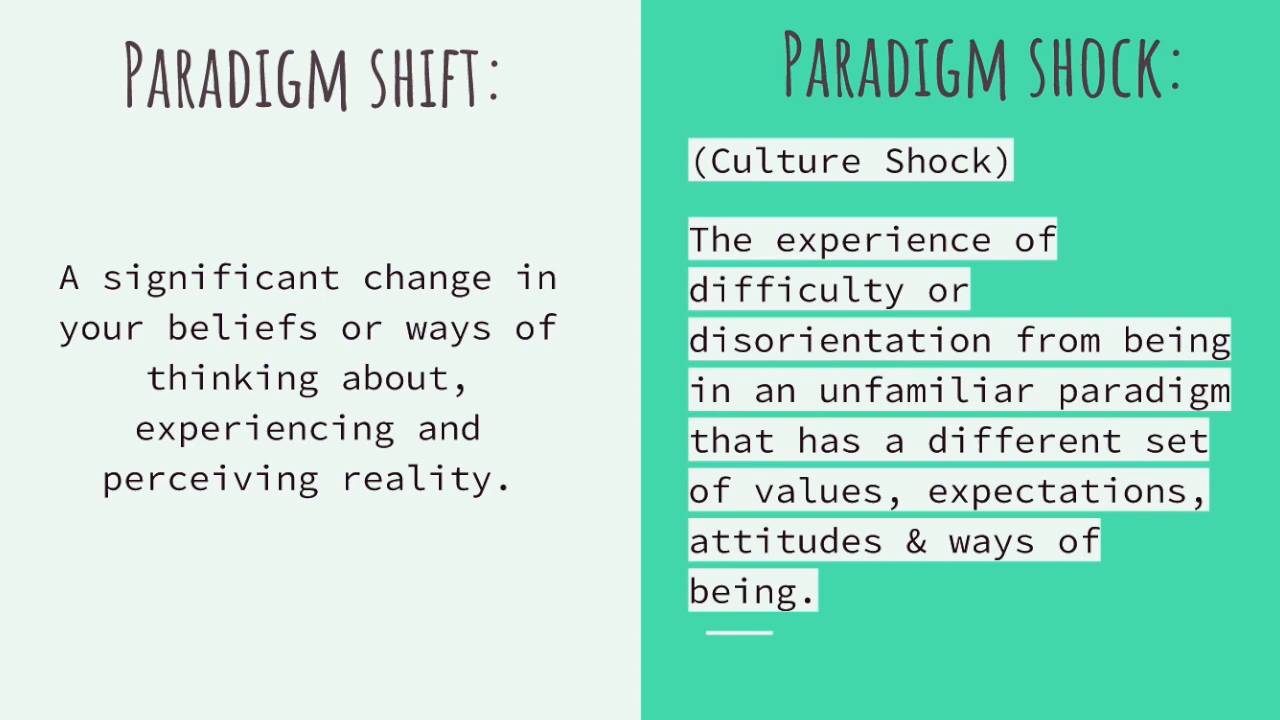 Paradigm shift:
A significant change in
your beliefs or ways of
thinking about,
experiencing and
perceiving reality.
Paradigm shock:
(Culture Shock)
The experience of
difficulty or
disorientation from being
in an unfamiliar paradigm
that has a different set
of values, expectations,
attitudes & ways of
being.